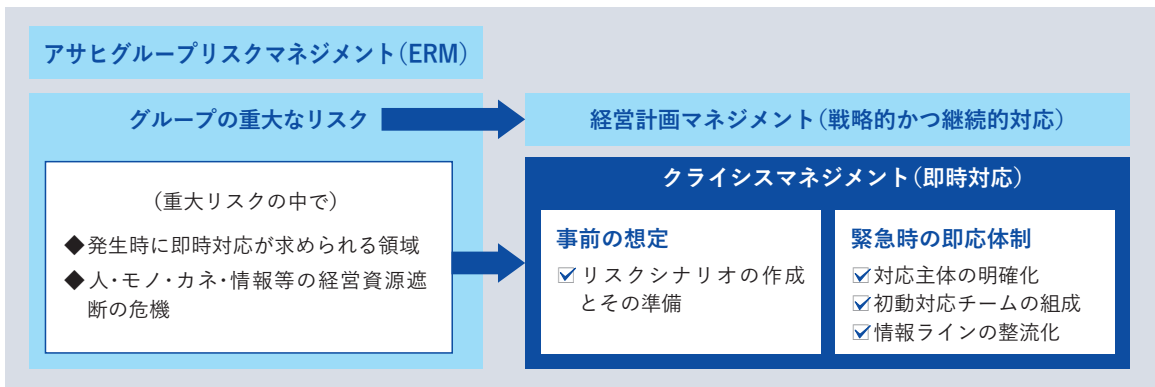 アサヒグループリスクマネジメント（ERM）
グループの重大なリスク
（重大リスクの中で）
◆発生時に即時対応が求められる領域
◆人・モノ・カネ・情報等の経営資源遮
断の危機
経営計画マネジメント（戦略的かつ継続的対応）
クライシスマネジメント（即時対応）
事前の想定
☑リスクシナリオの作成
とその準備
緊急時の即応体制
☑対応主体の明確化
☑初動対応チームの組成
☑情報ラインの整流化